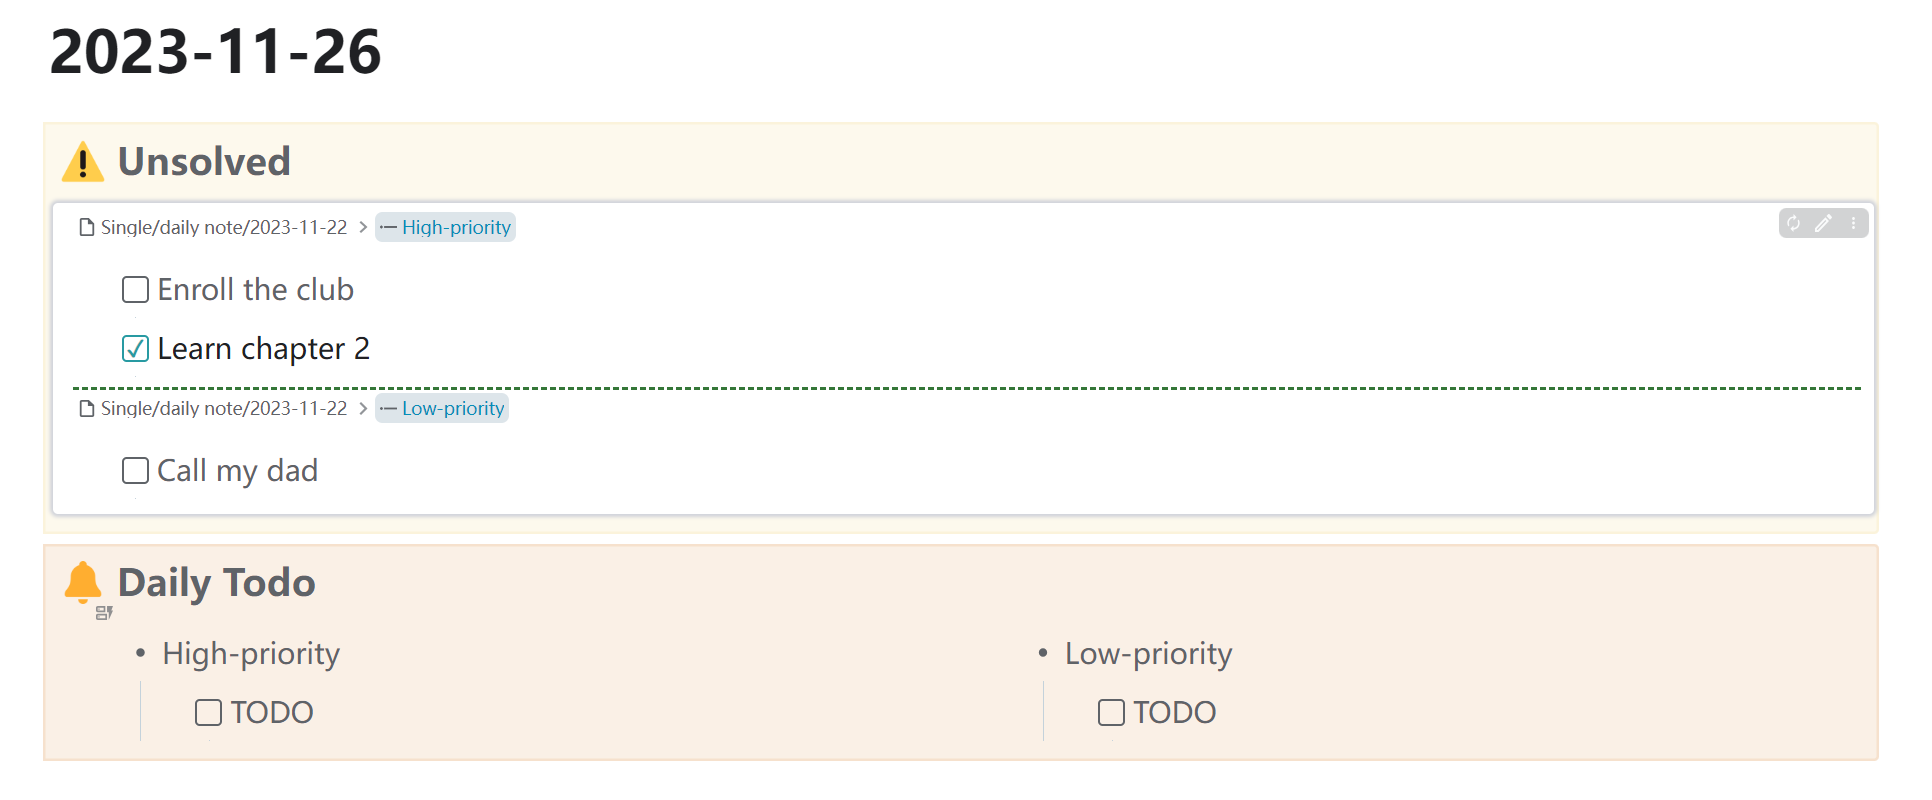 2023-11-26
Unsolved
Single/daily note/2023-11-22 > High-priority
Enroll the club
Learn chapter 2
Single/daily note/2023-11-22 > Low-priority
Call my dad
Daily Todo
• High-priority
TODO
• Low-priority
TODO